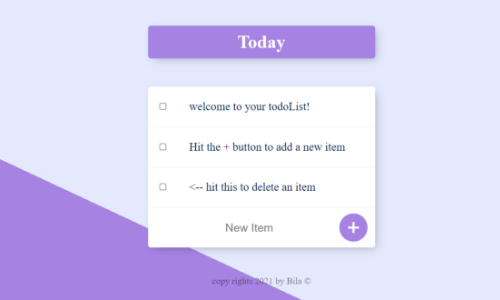 Today
welcome to your todoList!
Hit the + button to add a new item
<-- hit this to delete an item
New Item
+
copy rights 2021 by Bila ©